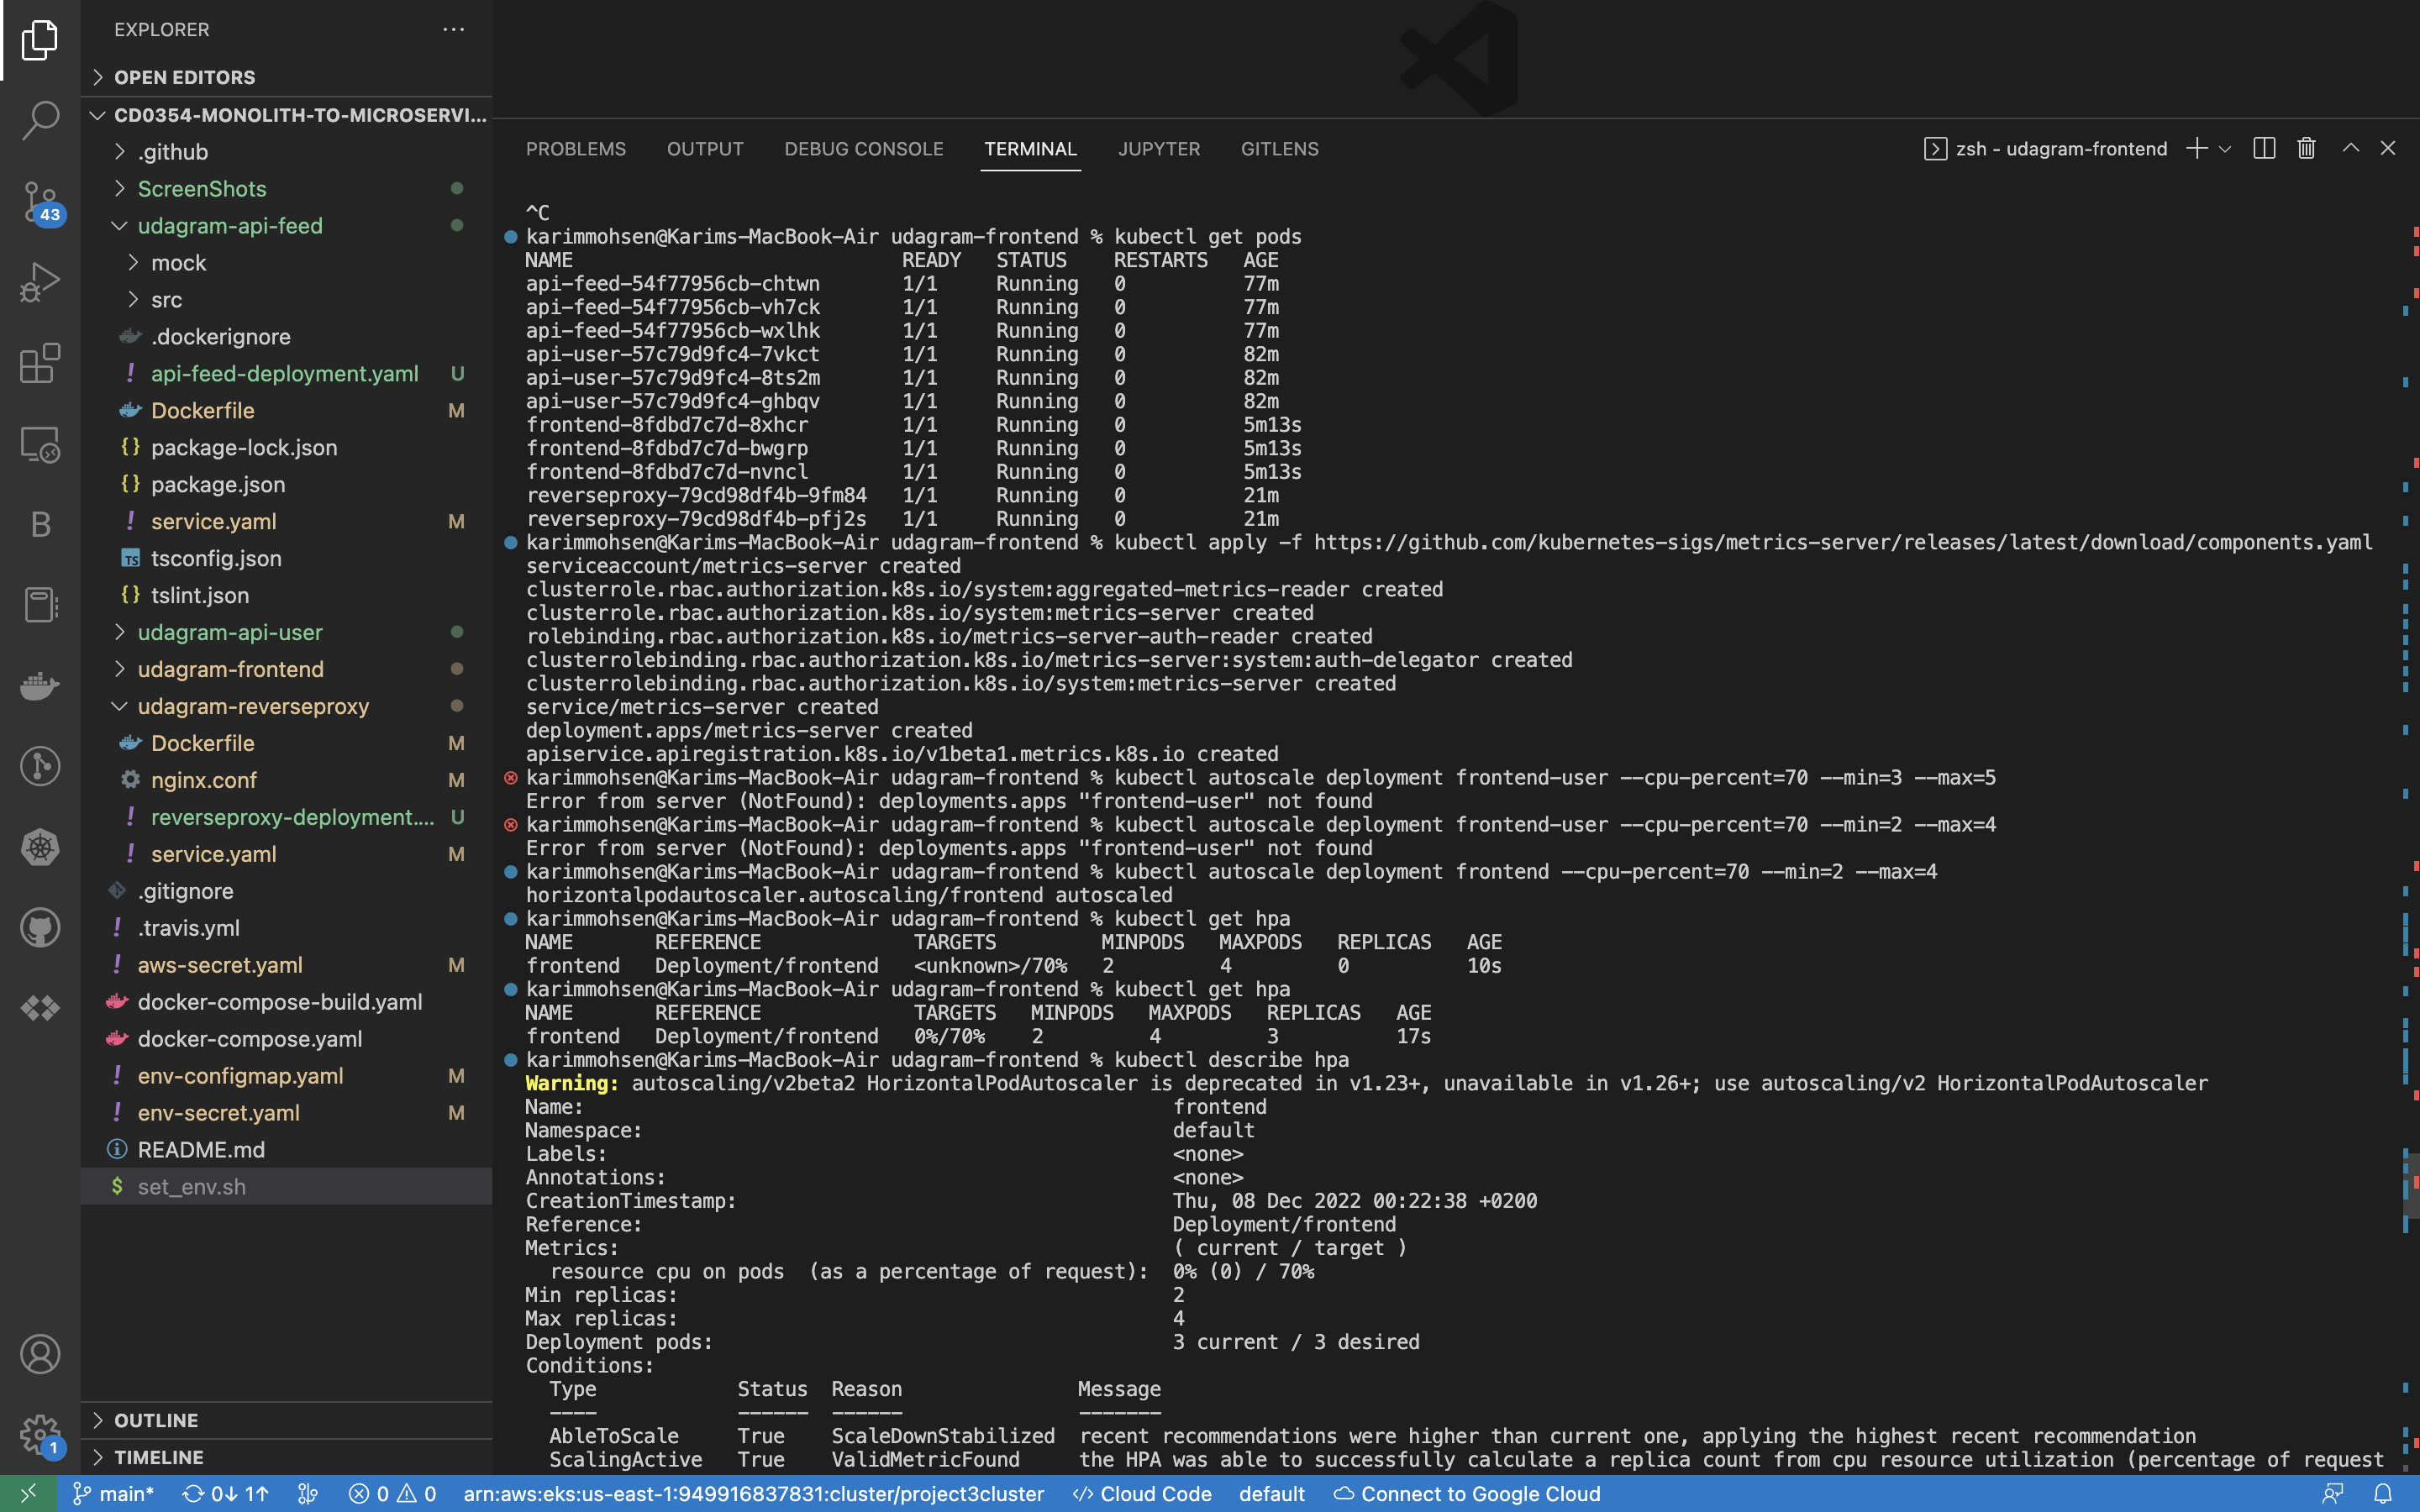 EXPLORER
OPEN EDITORS
CD0354-MONOLITH-TO-MICROSERVI...
.github
ScreenShots
43
udagram-api-feed
mock
src
.dockerignore
api-feed-deployment.yaml U
Dockerfile M
package-lock.json
package.json
service.yaml M
tsconfig.json
tslint.json
udagram-api-user
udagram-frontend
udagram-reverseproxy
Dockerfile M
nginx.conf M
reverseproxy-deployment.... U
service.yaml M
.gitignore
.travis.yml
aws-secret.yaml M
docker-compose-build.yaml
docker-compose.yaml
env-configmap.yaml M
env-secret.yaml M
README.md
set_env.sh
OUTLINE
1
TIMELINE
PROBLEMS OUTPUT DEBUG CONSOLE TERMINAL JUPYTER GITLENS zsh - udagram-frontend
^C
karimmohsen@Karims-MacBook-Air udagram-frontend % kubectl get pods
NAME READY STATUS RESTARTS AGE
api-feed-54f77956cb-chtwn 1/1 Running 0 77m
api-feed-54f77956cb-vh7ck 1/1 Running 0 77m
api-feed-54f77956cb-wxlhk 1/1 Running 0 77m
api-user-57c79d9fc4-7vkct 1/1 Running 0 82m
api-user-57c79d9fc4-8ts2m 1/1 Running 0 82m
api-user-57c79d9fc4-ghbqv 1/1 Running 0 82m
frontend-8fdbd7c7d-8xhcr 1/1 Running 0 5m13s
frontend-8fdbd7c7d-bwgrp 1/1 Running 0 5m13s
frontend-8fdbd7c7d-nvncl 1/1 Running 0 5m13s
reverseproxy-79cd98df4b-9fm84 1/1 Running 0 21m
reverseproxy-79cd98df4b-pfj2s 1/1 Running 0 21m
karimmohsen@Karims-MacBook-Air udagram-frontend % kubectl apply -f https://github.com/kubernetes-sigs/metrics-server/releases/latest/download/components.yaml
serviceaccount/metrics-server created
clusterrole.rbac.authorization.k8s.io/system:aggregated-metrics-reader created
clusterrole.rbac.authorization.k8s.io/system:metrics-server created
rolebinding.rbac.authorization.k8s.io/metrics-server-auth-reader created
clusterrolebinding.rbac.authorization.k8s.io/metrics-server:system:auth-delegator created
clusterrolebinding.rbac.authorization.k8s.io/system:metrics-server created
service/metrics-server created
deployment.apps/metrics-server created
apiservice.apiregistration.k8s.io/v1beta1.metrics.k8s.io created
karimmohsen@Karims-MacBook-Air udagram-frontend % kubectl autoscale deployment frontend-user --cpu-percent=70 --min=3 --max=5
Error from server (NotFound): deployments.apps "frontend-user" not found
karimmohsen@Karims-MacBook-Air udagram-frontend % kubectl autoscale deployment frontend-user --cpu-percent=70 --min=2 --max=4
Error from server (NotFound): deployments.apps "frontend-user" not found
karimmohsen@Karims-MacBook-Air udagram-frontend % kubectl autoscale deployment frontend --cpu-percent=70 --min=2 --max=4
horizontalpodautoscaler.autoscaling/frontend autoscaled
karimmohsen@Karims-MacBook-Air udagram-frontend % kubectl get hpa
NAME REFERENCE TARGETS MINPODS MAXPODS REPLICAS AGE
frontend Deployment/frontend <unknown>/70% 2 4 0 10s
karimmohsen@Karims-MacBook-Air udagram-frontend % kubectl get hpa
NAME REFERENCE TARGETS MINPODS MAXPODS REPLICAS AGE
frontend Deployment/frontend 0%/70% 2 4 3 17s
karimmohsen@Karims-MacBook-Air udagram-frontend % kubectl describe hpa
Warning: autoscaling/v2beta2 HorizontalPodAutoscaler is deprecated in v1.23+, unavailable in v1.26+; use autoscaling/v2 HorizontalPodAutoscaler
Name: frontend
Namespace: default
Labels: <none>
Annotations: <none>
CreationTimestamp: Thu, 08 Dec 2022 00:22:38 +0200
Reference: Deployment/frontend
Metrics: ( current / target )
resource cpu on pods (as a percentage of request): 0% (0) / 70%
Min replicas: 2
Max replicas: 4
Deployment pods: 3 current / 3 desired
Conditions:
Type Status Reason Message
---- ------ ------ -------
AbleToScale True ScaleDownStabilized recent recommendations were higher than current one, applying the highest recent recommendation
ScalingActive True ValidMetricFound the HPA was able to successfully calculate a replica count from cpu resource utilization (percentage of request
main* 0↓ 1↑ 0 0 arn:aws:eks:us-east-1:949916837831:cluster/project3cluster Cloud Code default Connect to Google Cloud